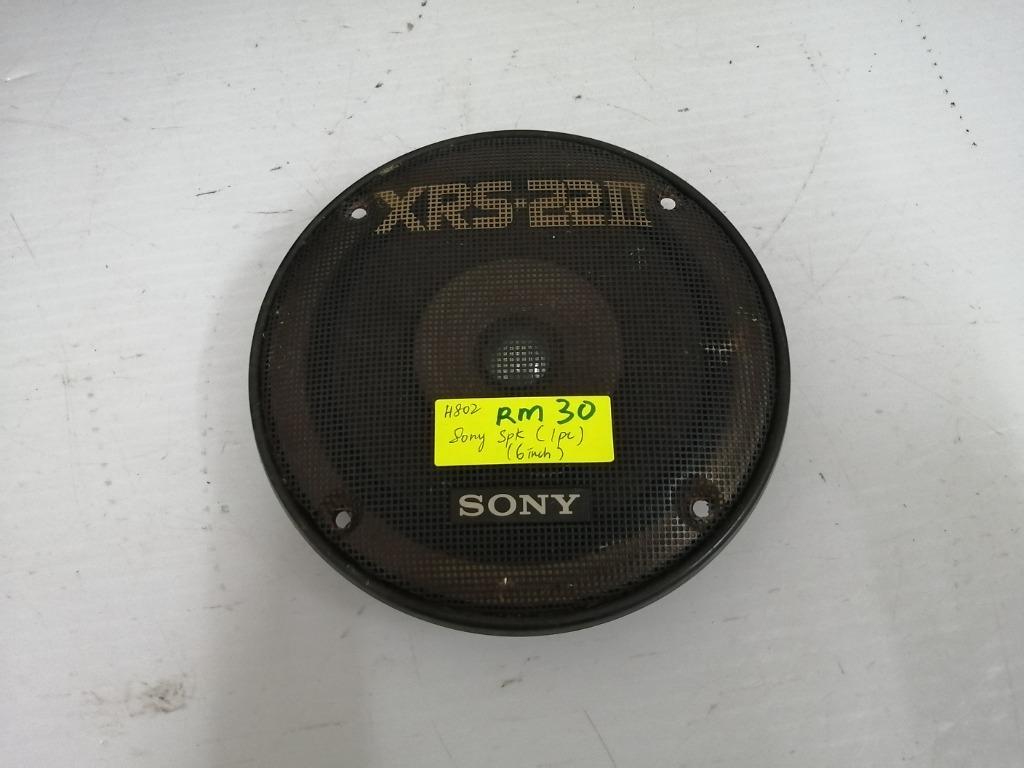 XRS-22II
H802 RM 30
Sony Spk (1pc)
(6inch)
SONY